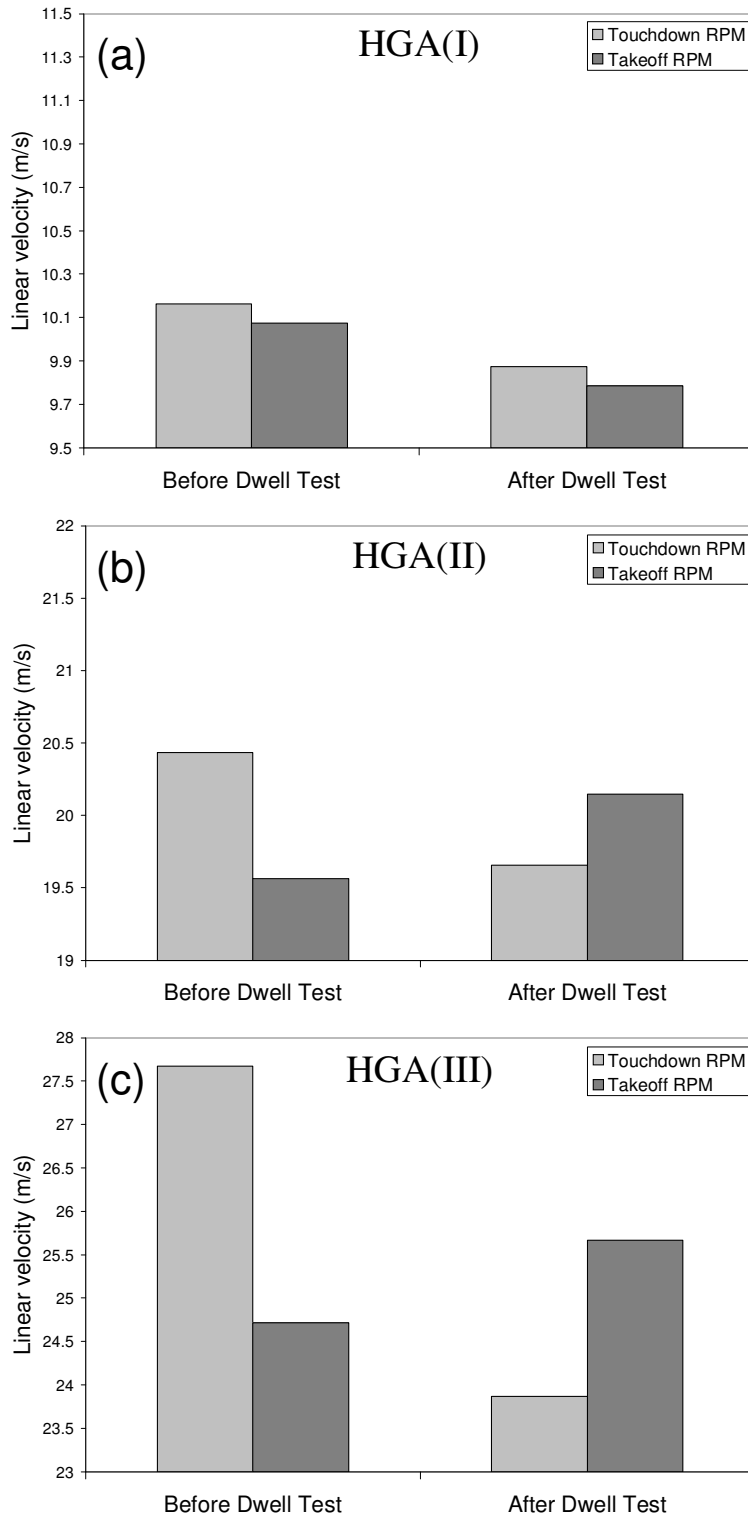 (a)
HGA(I)
Touchdown RPM
Takeoff RPM
Linear velocity (m/s)
11.5
11.3
11.1
10.9
10.7
10.5
10.3
10.1
9.9
9.7
9.5
Before Dwell Test
After Dwell Test
(b)
HGA(II)
Touchdown RPM
Takeoff RPM
Linear velocity (m/s)
22
21.5
21
20.5
20
19.5
19
Before Dwell Test
After Dwell Test
(c)
HGA(III)
Touchdown RPM
Takeoff RPM
Linear velocity (m/s)
28
27.5
27
26.5
26
25.5
25
24.5
24
23.5
23
Before Dwell Test
After Dwell Test